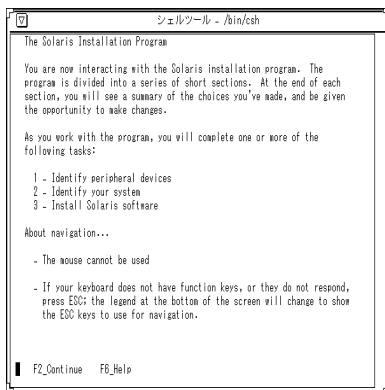 シェルツール - /bin/csh
The Solaris Installation Program
You are now interacting with the Solaris installation program. The
program is divided into a series of short sections. At the end of each
section, you will see a summary of the choices you've made, and be given
the opportunity to make changes.
As you work with the program, you will complete one or more of the
following tasks:
1 - Identify peripheral devices
2 - Identify your system
3 - Install Solaris software
About navigation...
- The mouse cannot be used
- If your keyboard does not have function keys, or they do not respond,
press ESC; the legend at the bottom of the screen will change to show
the ESC keys to use for navigation.
F2_Continue F6_Help